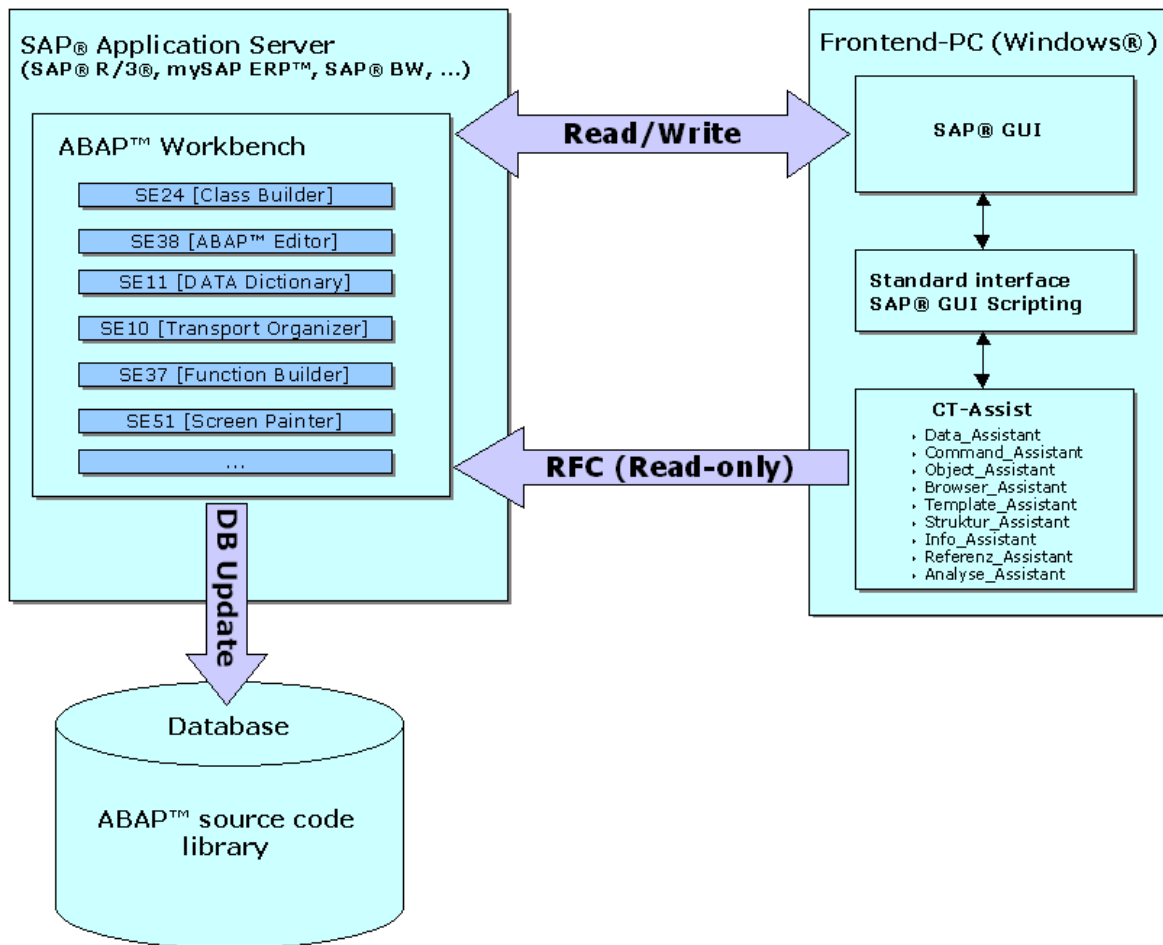 SAP® Application Server
(SAP® R/3®, mySAP ERP™, SAP® BW, ...)
ABAP™ Workbench
SE24 [Class Builder]
SE38 [ABAP™ Editor]
SE11 [DATA Dictionary]
SE10 [Transport Organizer]
SE37 [Function Builder]
SE51 [Screen Painter]
...
Read/Write
RFC (Read-only)
Frontend-PC (Windows®)
SAP® GUI
Standard interface
SAP® GUI Scripting
CT-Assist
Data_Assistant
Command_Assistant
Object_Assistant
Browser_Assistant
Template_Assistant
Struktur_Assistant
Info_Assistant
Referenz_Assistant
Analyse_Assistant
DB Update
Database
ABAP™ source code
library